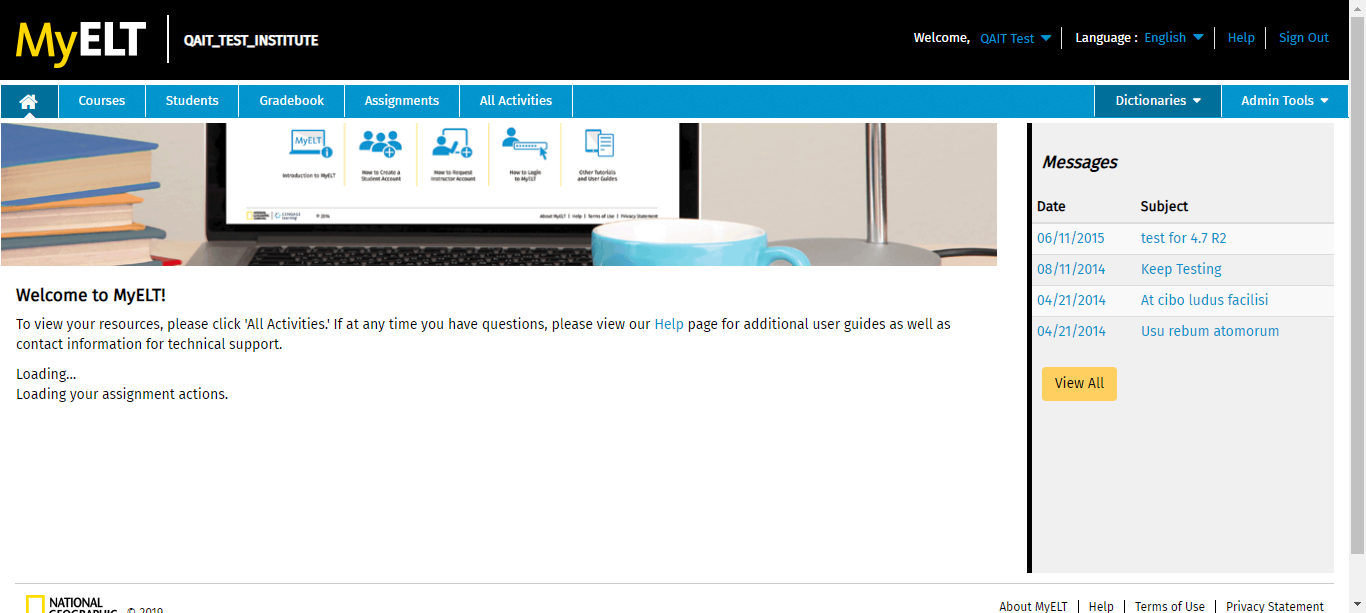 MyELT
QAIT_TEST_INSTITUTE
Welcome, QAIT Test
Language : English
Help
Sign Out
Courses
Students
Gradebook
Assignments
All Activities
Dictionaries
Admin Tools
MyELT
Introduction to MyELT
How to Create a
Student Account
How to Request
Instructor Account
How to Login
to MyELT
Other Tutorials
and User Guides
NATIONAL GEOGRAPHIC
CENGAGE
Learning
© 2016
About MyELT | Help | Terms of Use | Privacy Statement
Messages
Date Subject
06/11/2015 test for 4.7 R2
08/11/2014 Keep Testing
04/21/2014 At cibo ludus facilisi
04/21/2014 Usu rebum atomorum
View All
Welcome to MyELT!
To view your resources, please click 'All Activities.' If at any time you have questions, please view our Help page for additional user guides as well as
contact information for technical support.
Loading...
Loading your assignment actions.
NATIONAL
GEOGRAPHIC
© 2019
About MyELT | Help | Terms of Use | Privacy Statement